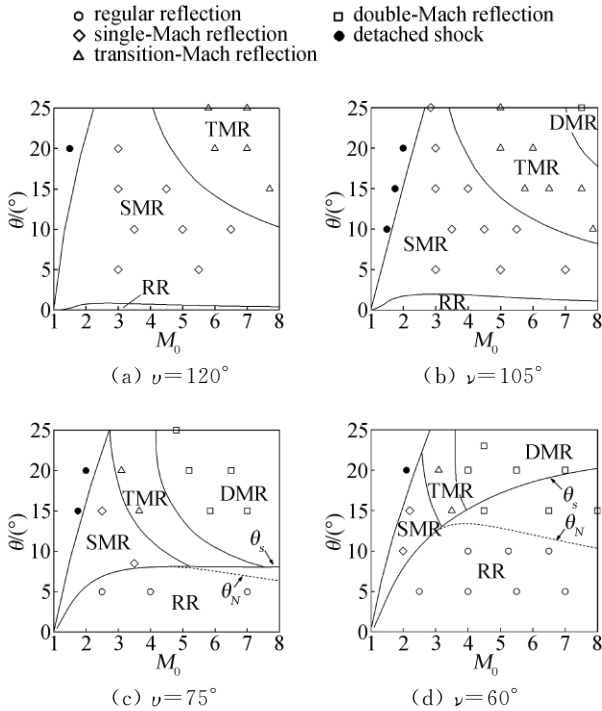 regular reflection
single-Mach reflection
transition-Mach reflection
double-Mach reflection
detached shock
25
20
15
10
5
0
θ/(°)
TMR
SMR
RR
1 2 3 4 5 6 7 8
M₀
(a) υ=120°
25
20
15
10
5
0
θ/(°)
DMR
TMR
SMR
RR
1 2 3 4 5 6 7 8
M₀
(b) ν=105°
25
20
15
10
5
0
θ/(°)
TMR
DMR
SMR
θs
RR
θN
1 2 3 4 5 6 7 8
M₀
(c) υ=75°
25
20
15
10
5
0
θ/(°)
DMR
TMR
θs
SMR
θN
RR
1 2 3 4 5 6 7 8
M₀
(d) ν=60°